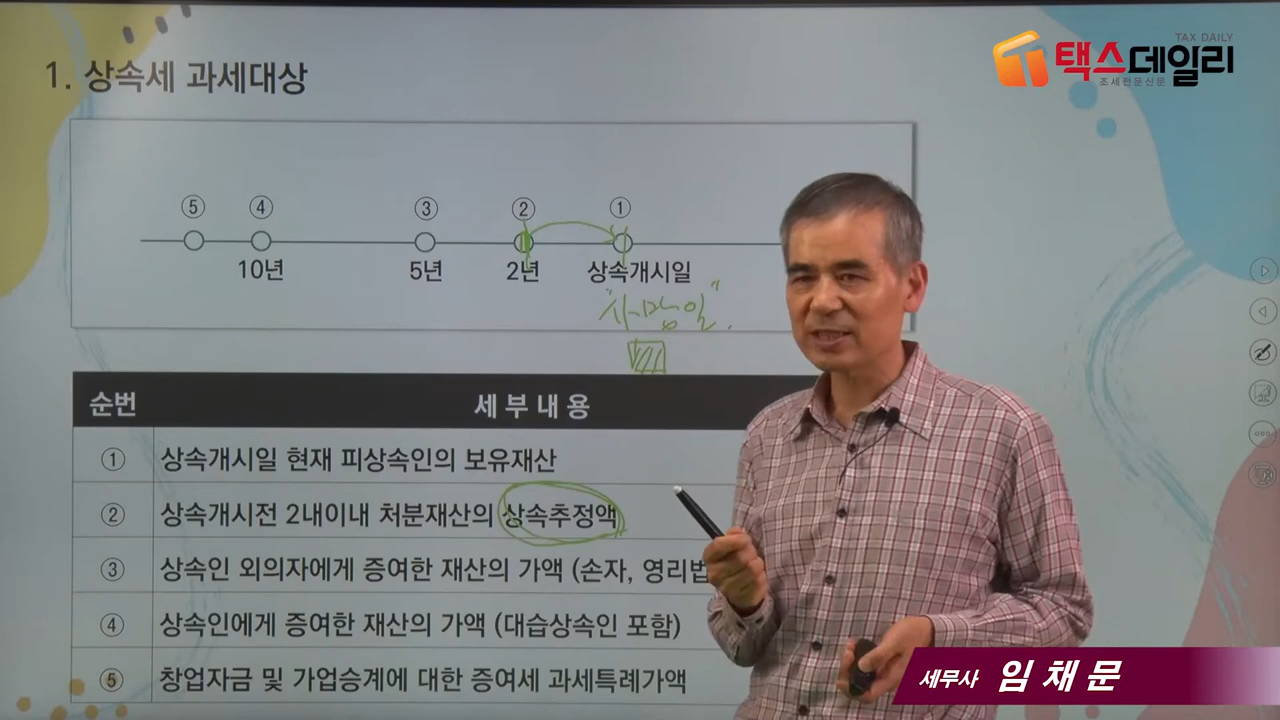 TAX DAILY
택스데일리
조세전문신문
1. 상속세 과세대상
⑤ ④ ③ ② ①
10년 5년 2년 상속개시일
"사망일".
순번 세부내용
① 상속개시일 현재 피상속인의 보유재산
② 상속개시전 2내이내 처분재산의 상속추정액
③ 상속인 외의자에게 증여한 재산의 가액 (손자, 영리법
④ 상속인에게 증여한 재산의 가액 (대습상속인 포함)
⑤ 창업자금 및 가업승계에 대한 증여세 과세특례가액
세무사 임채문